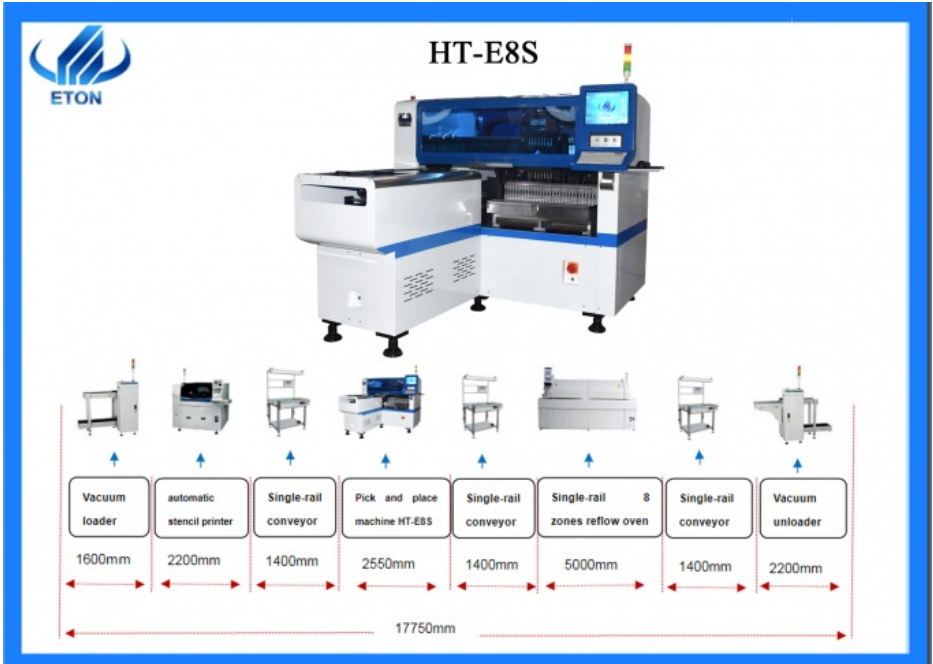 HT-E8S
ETON
Vacuum
loader
automatic
stencil printer
Single-rail
conveyor
Pick and place
machine HT-E8S
Single-rail
conveyor
Single-rail 8
zones reflow oven
Single-rail
conveyor
Vacuum
unloader
1600mm
2200mm
1400mm
2550mm
1400mm
5000mm
1400mm
2200mm
17750mm